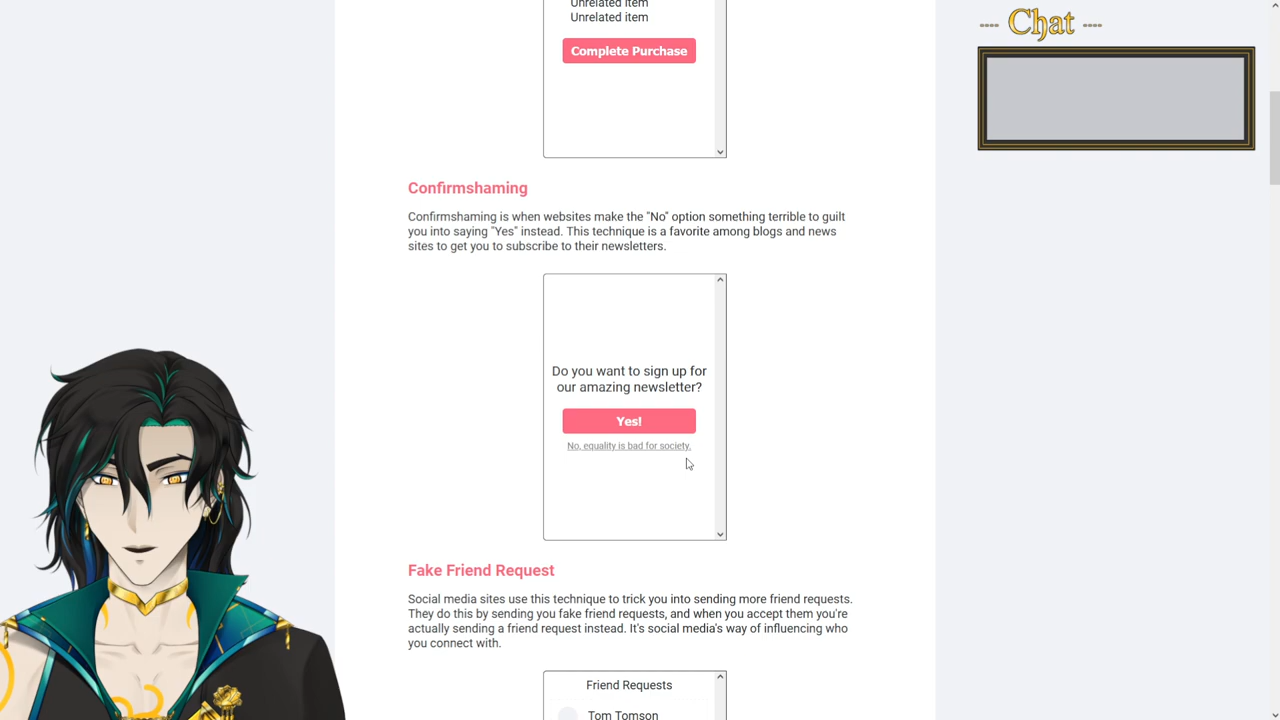 Unrelated item
Unrelated item
Complete Purchase
---- Chat ----
Confirmshaming
Confirmshaming is when websites make the "No" option something terrible to guilt
you into saying "Yes" instead. This technique is a favorite among blogs and news
sites to get you to subscribe to their newsletters.
Do you want to sign up for
our amazing newsletter?
Yes!
No, equality is bad for society.
Fake Friend Request
Social media sites use this technique to trick you into sending more friend requests.
They do this by sending you fake friend requests, and when you accept them you're
actually sending a friend request instead. It's social media's way of influencing who
you connect with.
Friend Requests
Tom Tomson